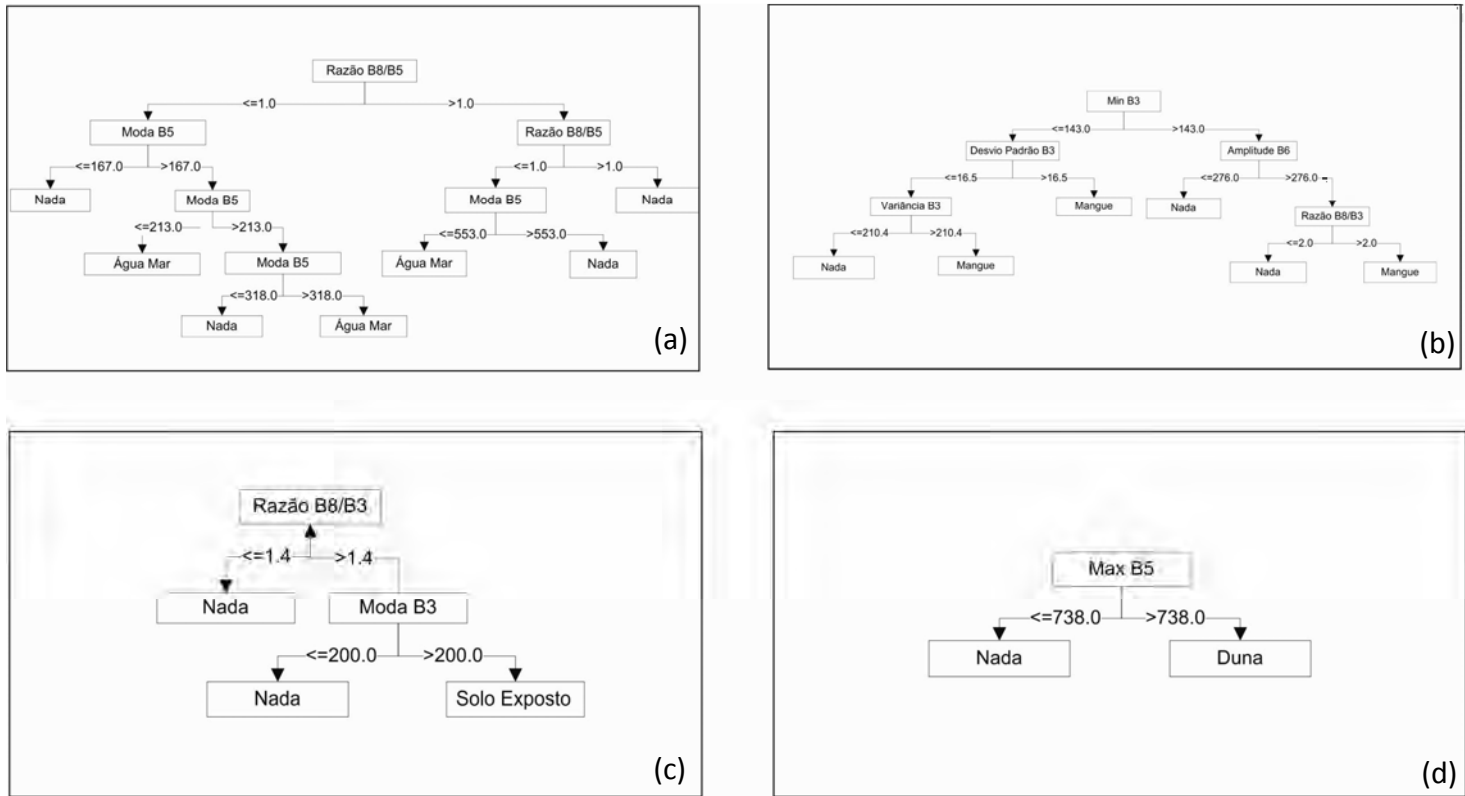 Razão B8/B5
<=1.0 >1.0
Moda B5 Razão B8/B5
<=167.0 >167.0 <=1.0 >1.0
Nada Moda B5 Moda B5 Nada
<=213.0 >213.0 <=553.0 >553.0
Água Mar Moda B5 Água Mar Nada
<=318.0 >318.0
Nada Água Mar
(a)
Min B3
<=143.0 >143.0
Desvio Padrão B3 Amplitude B6
<=16.5 >16.5 <=276.0 >276.0
Variância B3 Mangue Nada Razão B8/B3
<=210.4 >210.4 <=2.0 >2.0
Nada Mangue Nada Mangue
(b)
Razão B8/B3
<=1.4 >1.4
Nada Moda B3
<=200.0 >200.0
Nada Solo Exposto
(c)
Max B5
<=738.0 >738.0
Nada Duna
(d)